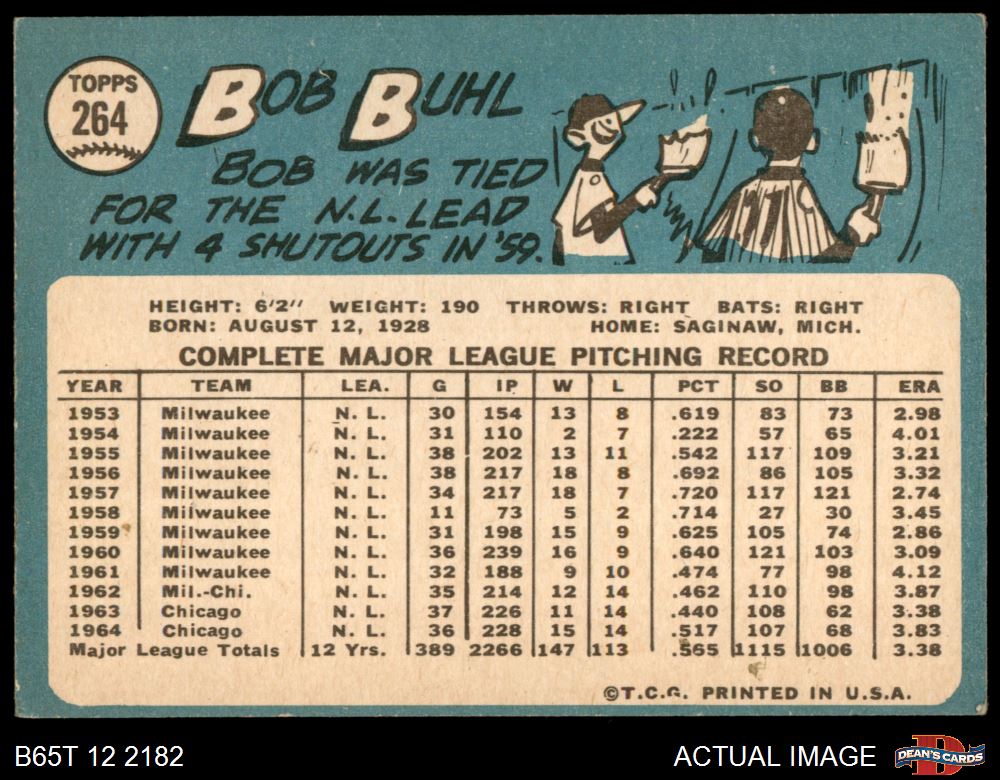 TOPPS
264
BOB BUHL
BOB WAS TIED
FOR THE N.L. LEAD
WITH 4 SHUTOUTS IN '59.
HEIGHT: 6'2" WEIGHT: 190 THROWS: RIGHT BATS: RIGHT
BORN: AUGUST 12, 1928 HOME: SAGINAW, MICH.
COMPLETE MAJOR LEAGUE PITCHING RECORD
YEAR TEAM LEA. G IP W L PCT SO BB ERA
1953 Milwaukee N. L. 30 154 13 8 .619 83 73 2.98
1954 Milwaukee N. L. 31 110 2 7 .222 57 65 4.01
1955 Milwaukee N. L. 38 202 13 11 .542 117 109 3.21
1956 Milwaukee N. L. 38 217 18 8 .692 86 105 3.32
1957 Milwaukee N. L. 34 217 18 7 .720 117 121 2.74
1958 Milwaukee N. L. 11 73 5 2 .714 27 30 3.45
1959 Milwaukee N. L. 31 198 15 9 .625 105 74 2.86
1960 Milwaukee N. L. 36 239 16 9 .640 121 103 3.09
1961 Milwaukee N. L. 32 188 9 10 .474 77 98 4.12
1962 Mil.-Chi. N. L. 35 214 12 14 .462 110 98 3.87
1963 Chicago N. L. 37 226 11 14 .440 108 62 3.38
1964 Chicago N. L. 36 228 15 14 .517 107 68 3.83
Major League Totals 12 Yrs. 389 2266 147 113 .565 1115 1006 3.38
©T.C.G. PRINTED IN U.S.A.
B65T 12 2182 ACTUAL IMAGE DEAN'S CARDS